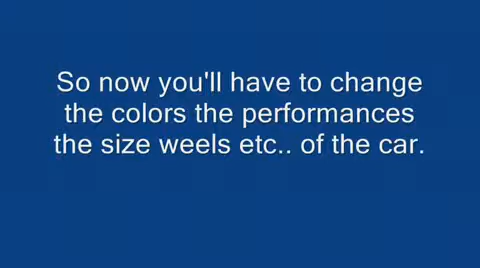 So now you'll have to change
the colors the performances
the size weels etc.. of the car.